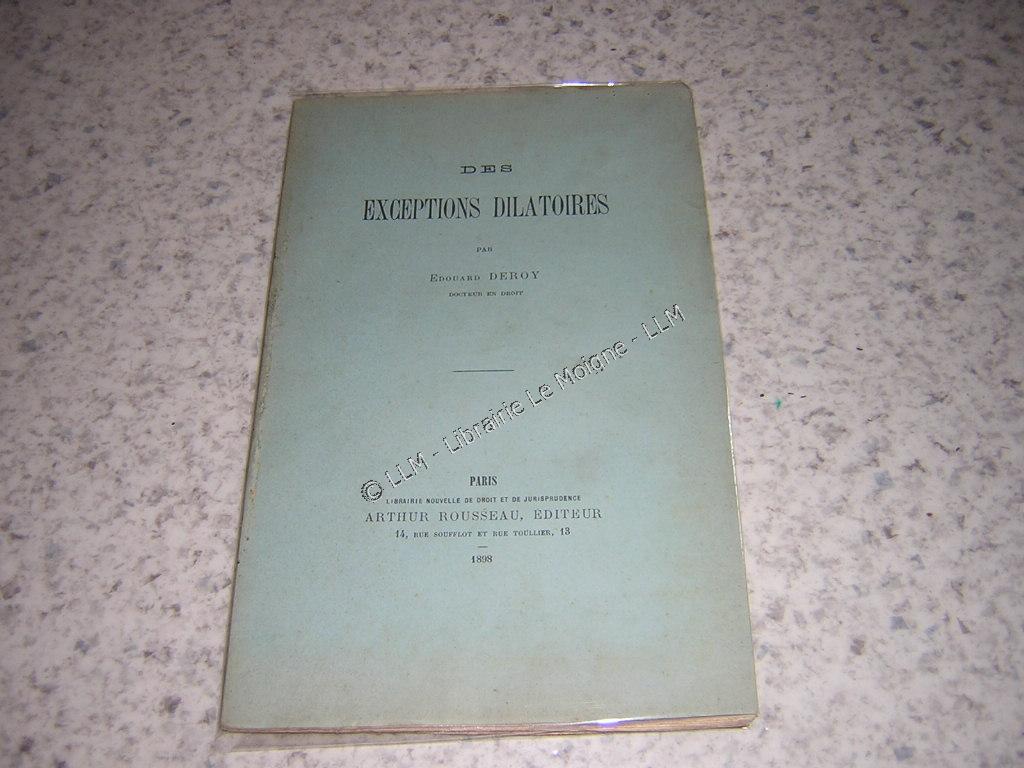 DES
EXCEPTIONS DILATOIRES
PAR
EDOUARD DEROY
DOCTEUR EN DROIT
© LLM - Librairie Le Moigne - LLM
PARIS
LIBRAIRIE NOUVELLE DE DROIT ET DE JURISPRUDENCE
ARTHUR ROUSSEAU, EDITEUR
14, RUE SOUFFLOT ET RUE TOULLIER, 13
1898